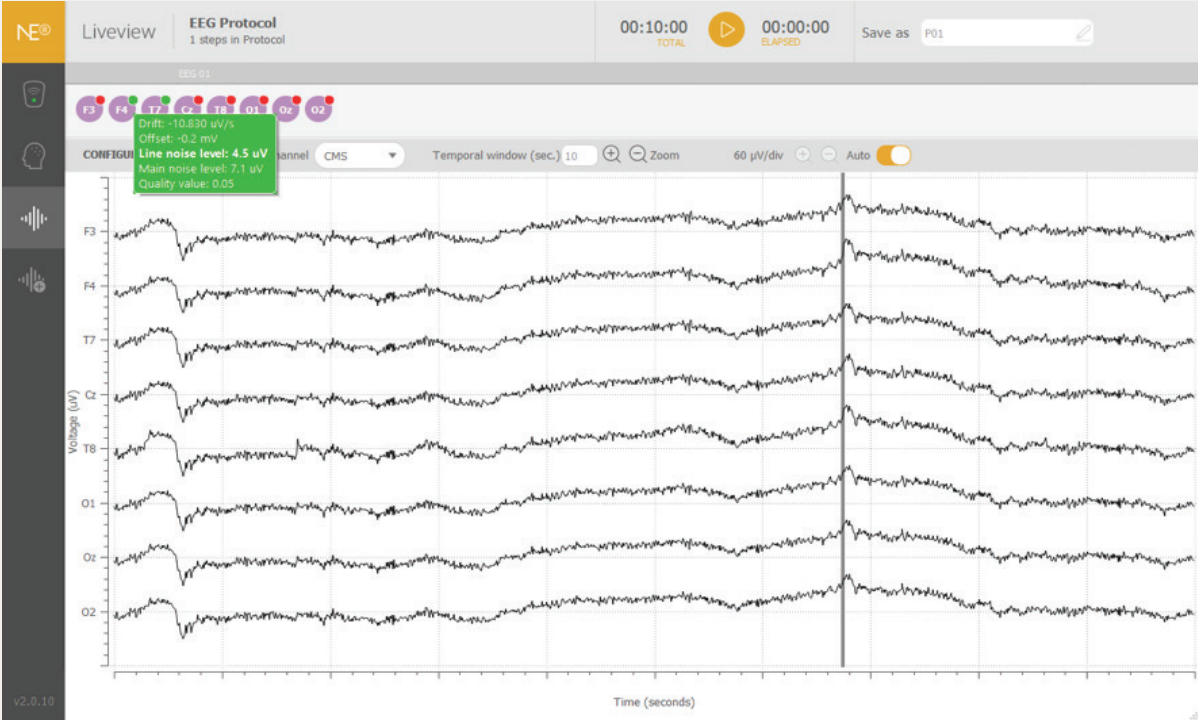 NE®
Liveview
EEG Protocol
1 steps in Protocol
00:10:00
TOTAL
00:00:00
ELAPSED
Save as
P01
EEG 01
F3 F4 T7 Cz T8 O1 Oz O2
Drift: -10.830 uV/s
Offset: -0.2 mV
Line noise level: 4.5 uV
Main noise level: 7.1 uV
Quality value: 0.05
CONFIGU
hannel CMS
Temporal window (sec.) 10
Zoom
60 μV/div
Auto
F3
F4
T7
Cz
T8
O1
Oz
O2
Voltage (uV)
Time (seconds)
v2.0.10